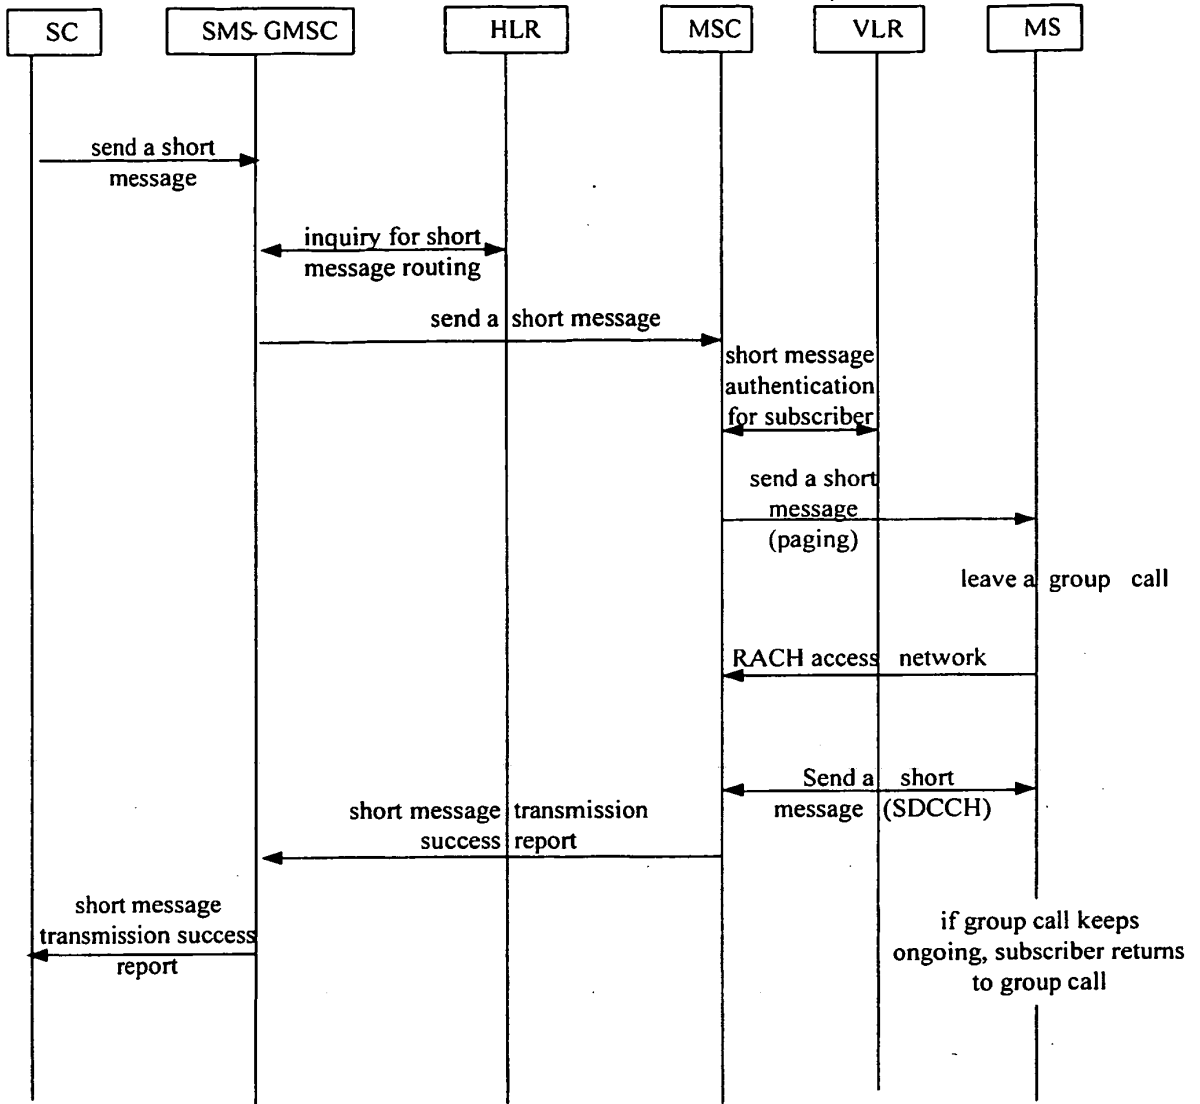 SC
SMS-GMSC
HLR
MSC
VLR
MS
send a short
message
inquiry for short
message routing
send a short message
short message
authentication
for subscriber
send a short
message
(paging)
leave a group call
RACH access network
Send a short
message (SDCCH)
short message transmission
success report
short message
transmission success
report
if group call keeps
ongoing, subscriber returns
to group call